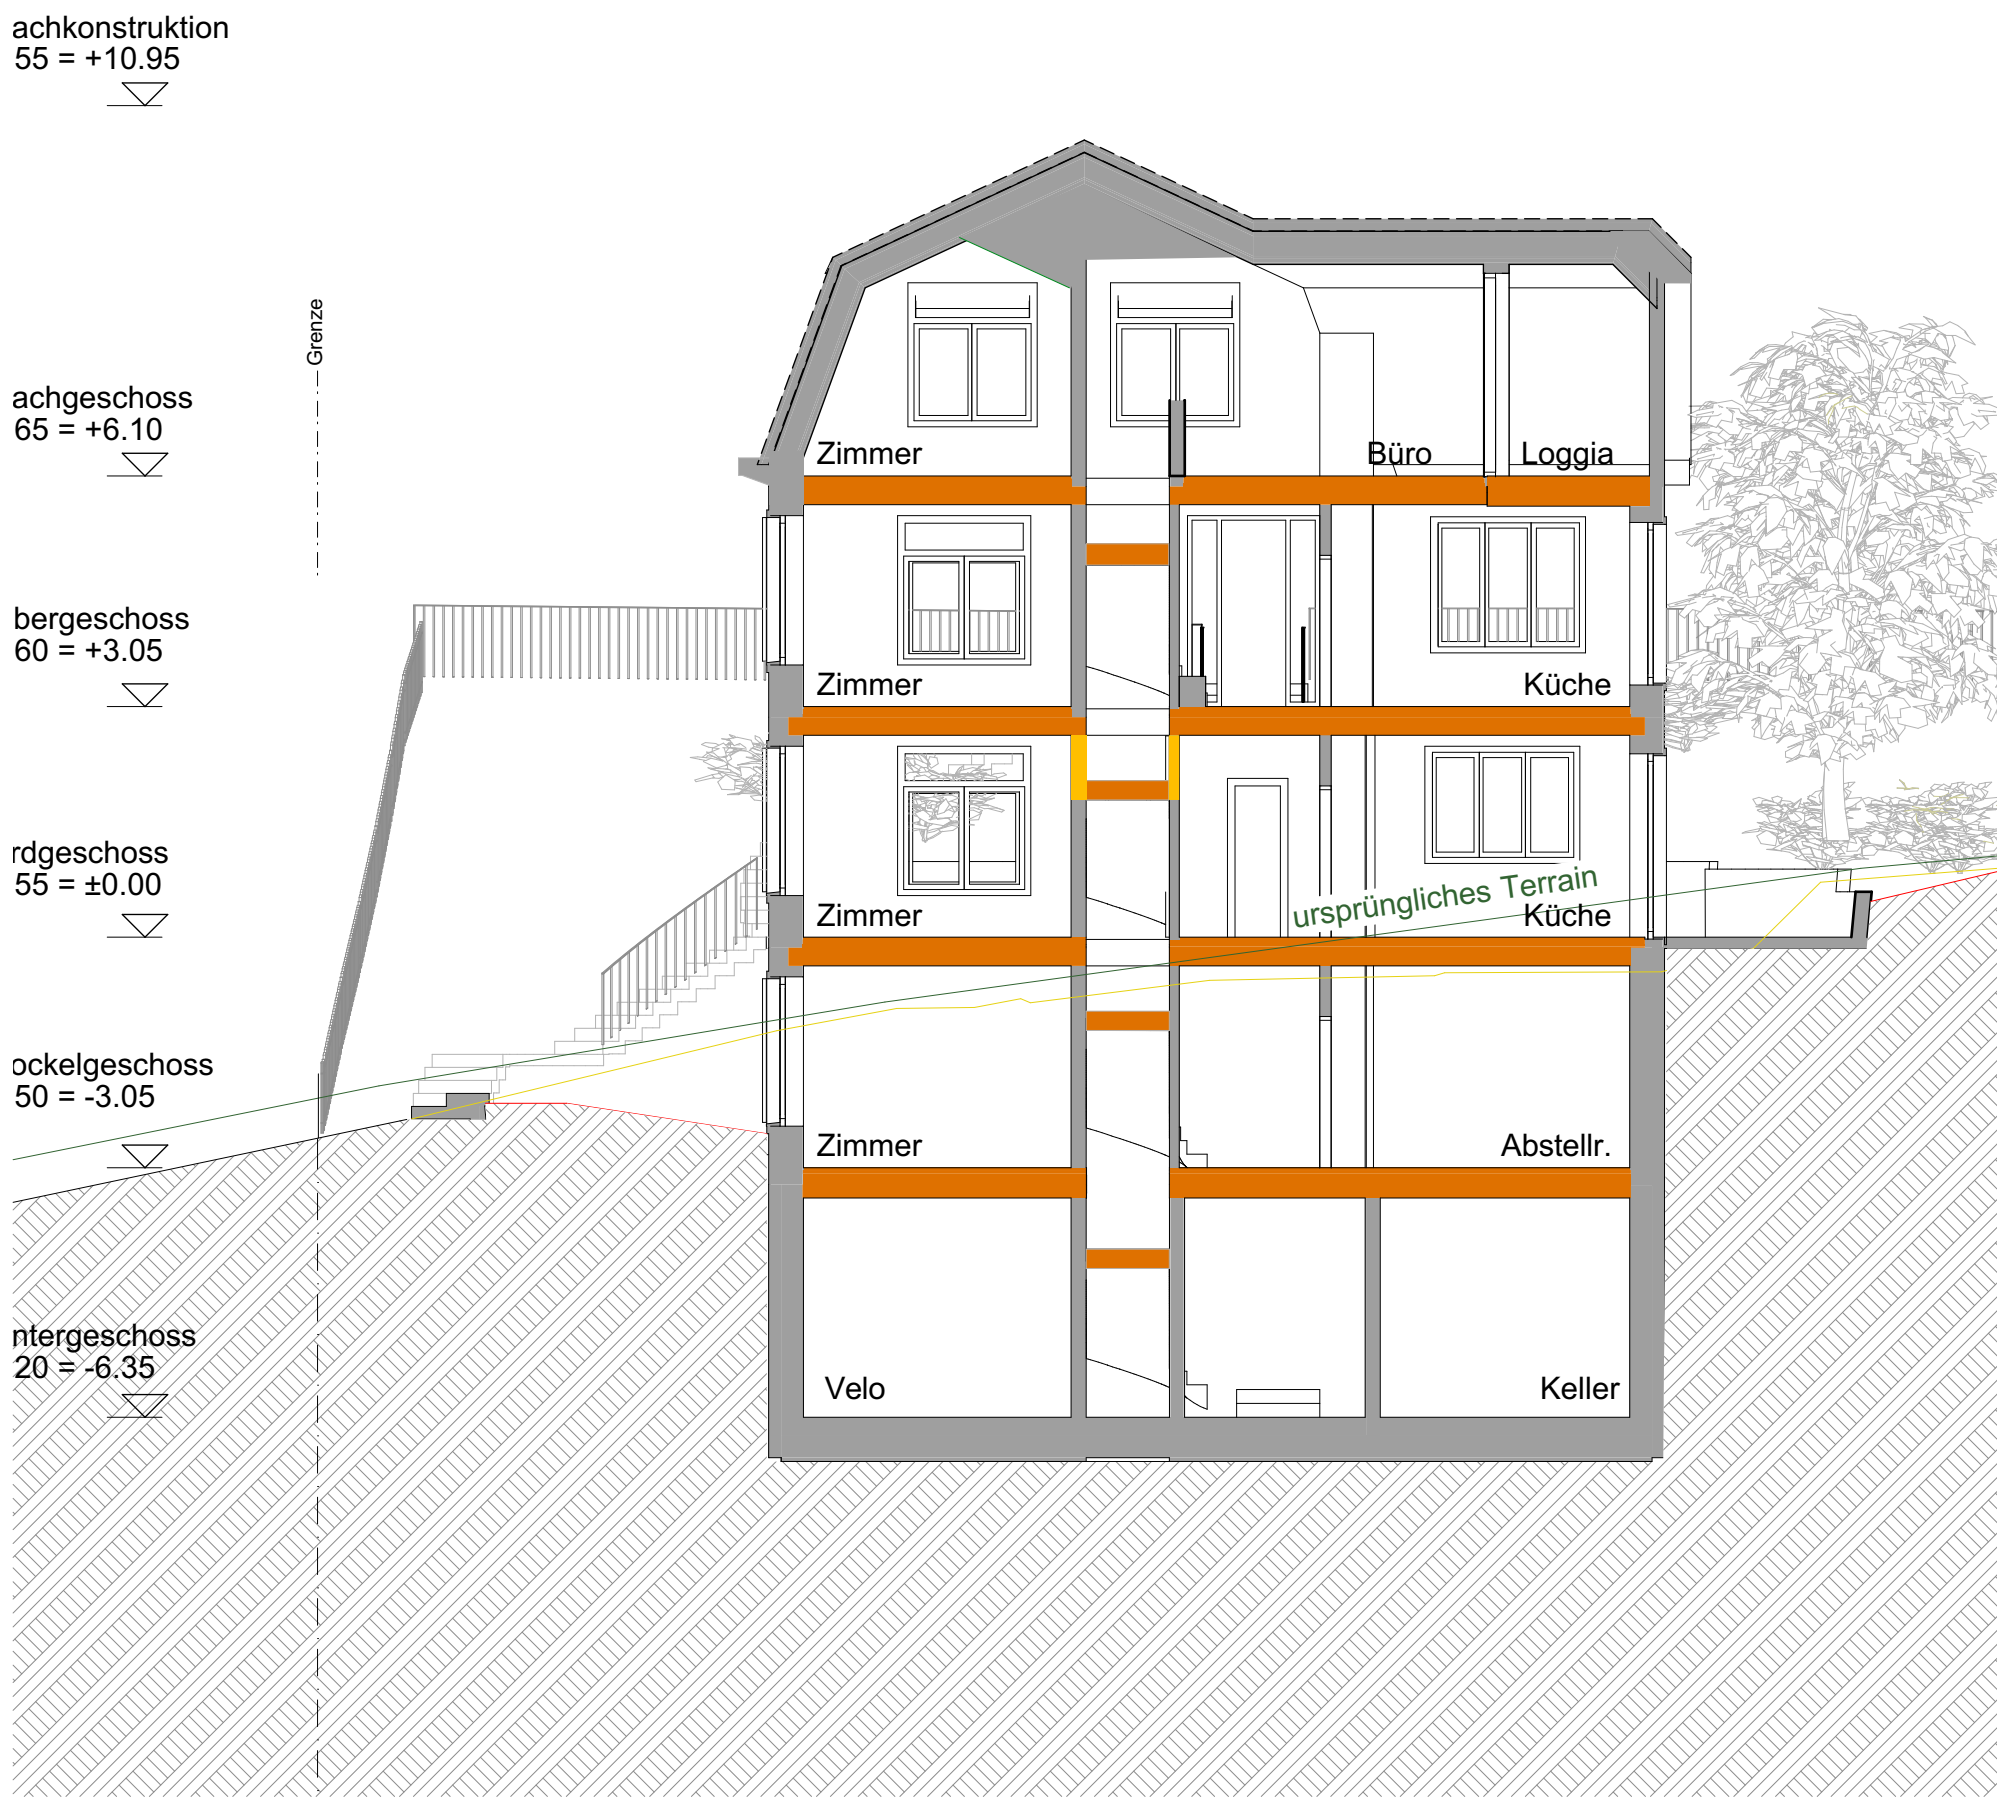 achkonstruktion
55 = +10.95
Grenze
achgeschoss
65 = +6.10
Zimmer
Büro
Loggia
bergeschoss
60 = +3.05
Zimmer
Küche
rdgeschoss
55 = ±0.00
ursprüngliches Terrain
Zimmer
Küche
ockelgeschoss
50 = -3.05
Zimmer
Abstellr.
ntergeschoss
20 = -6.35
Velo
Keller